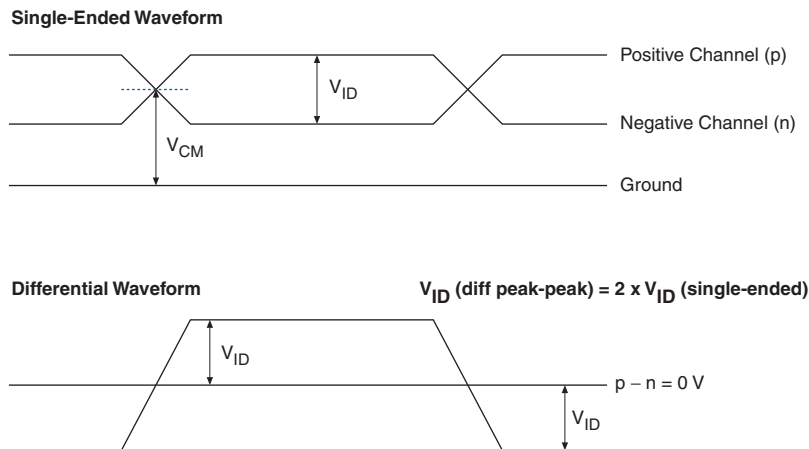 Single-Ended Waveform
Positive Channel (p)
V_ID
Negative Channel (n)
V_CM
Ground
Differential Waveform
V_ID (diff peak-peak) = 2 x V_ID (single-ended)
V_ID
p − n = 0 V
V_ID